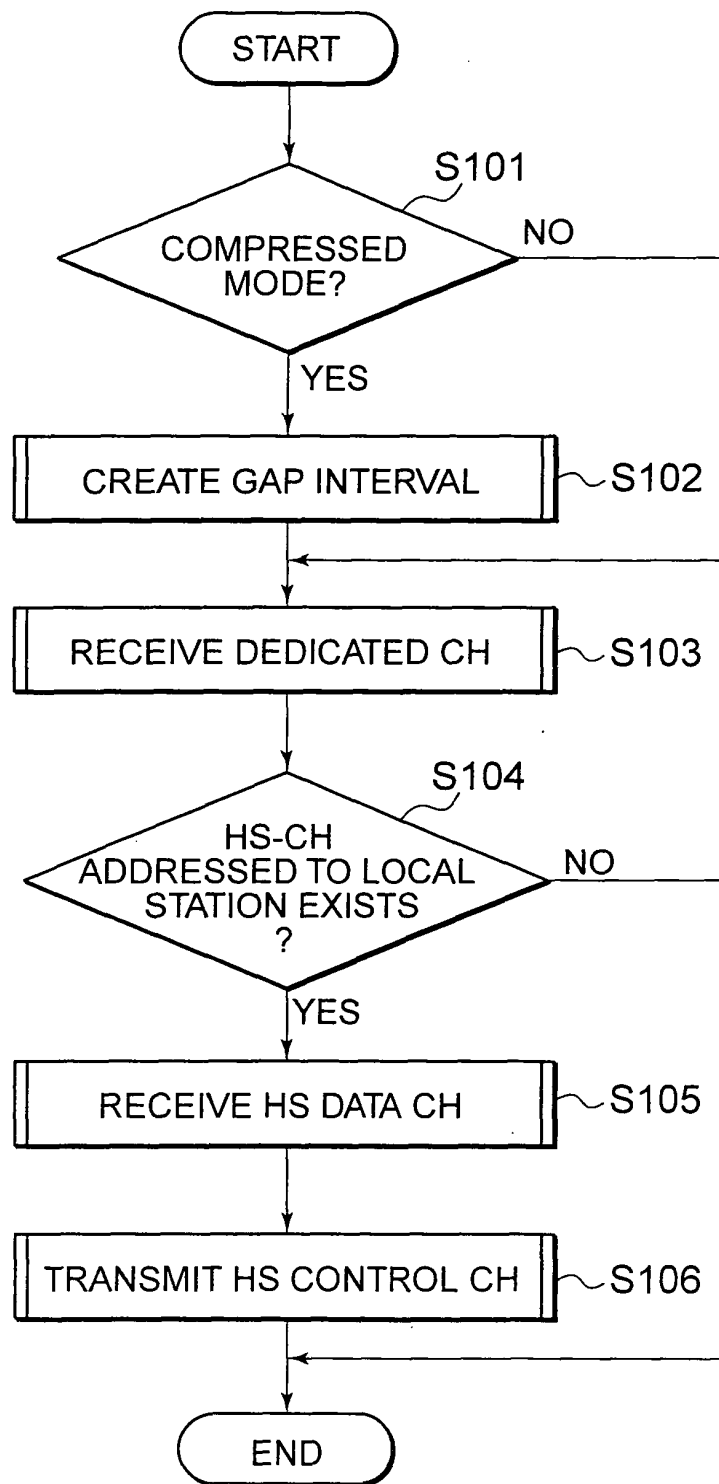 START
S101
COMPRESSED
MODE?
NO
YES
CREATE GAP INTERVAL
S102
RECEIVE DEDICATED CH
S103
S104
HS-CH
ADDRESSED TO LOCAL
STATION EXISTS
?
NO
YES
RECEIVE HS DATA CH
S105
TRANSMIT HS CONTROL CH
S106
END